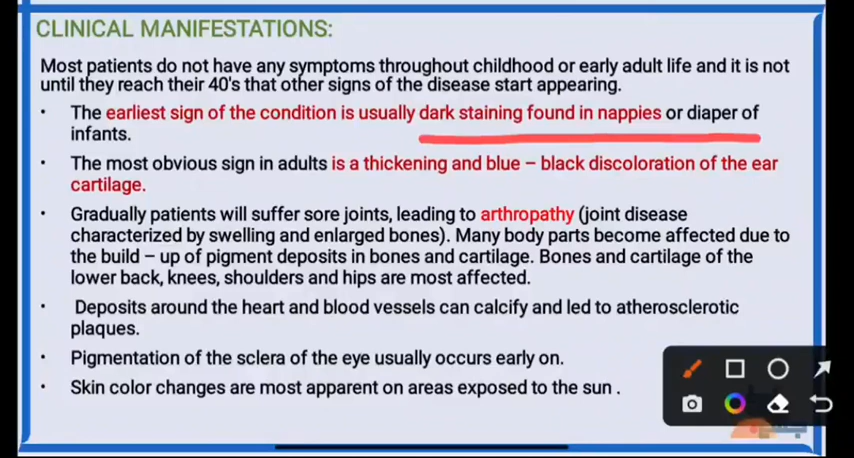 CLINICAL MANIFESTATIONS:
Most patients do not have any symptoms throughout childhood or early adult life and it is not
until they reach their 40's that other signs of the disease start appearing.
• The earliest sign of the condition is usually dark staining found in nappies or diaper of
infants.
• The most obvious sign in adults is a thickening and blue – black discoloration of the ear
cartilage.
• Gradually patients will suffer sore joints, leading to arthropathy (joint disease
characterized by swelling and enlarged bones). Many body parts become affected due to
the build – up of pigment deposits in bones and cartilage. Bones and cartilage of the
lower back, knees, shoulders and hips are most affected.
• Deposits around the heart and blood vessels can calcify and led to atherosclerotic
plaques.
• Pigmentation of the sclera of the eye usually occurs early on.
• Skin color changes are most apparent on areas exposed to the sun .